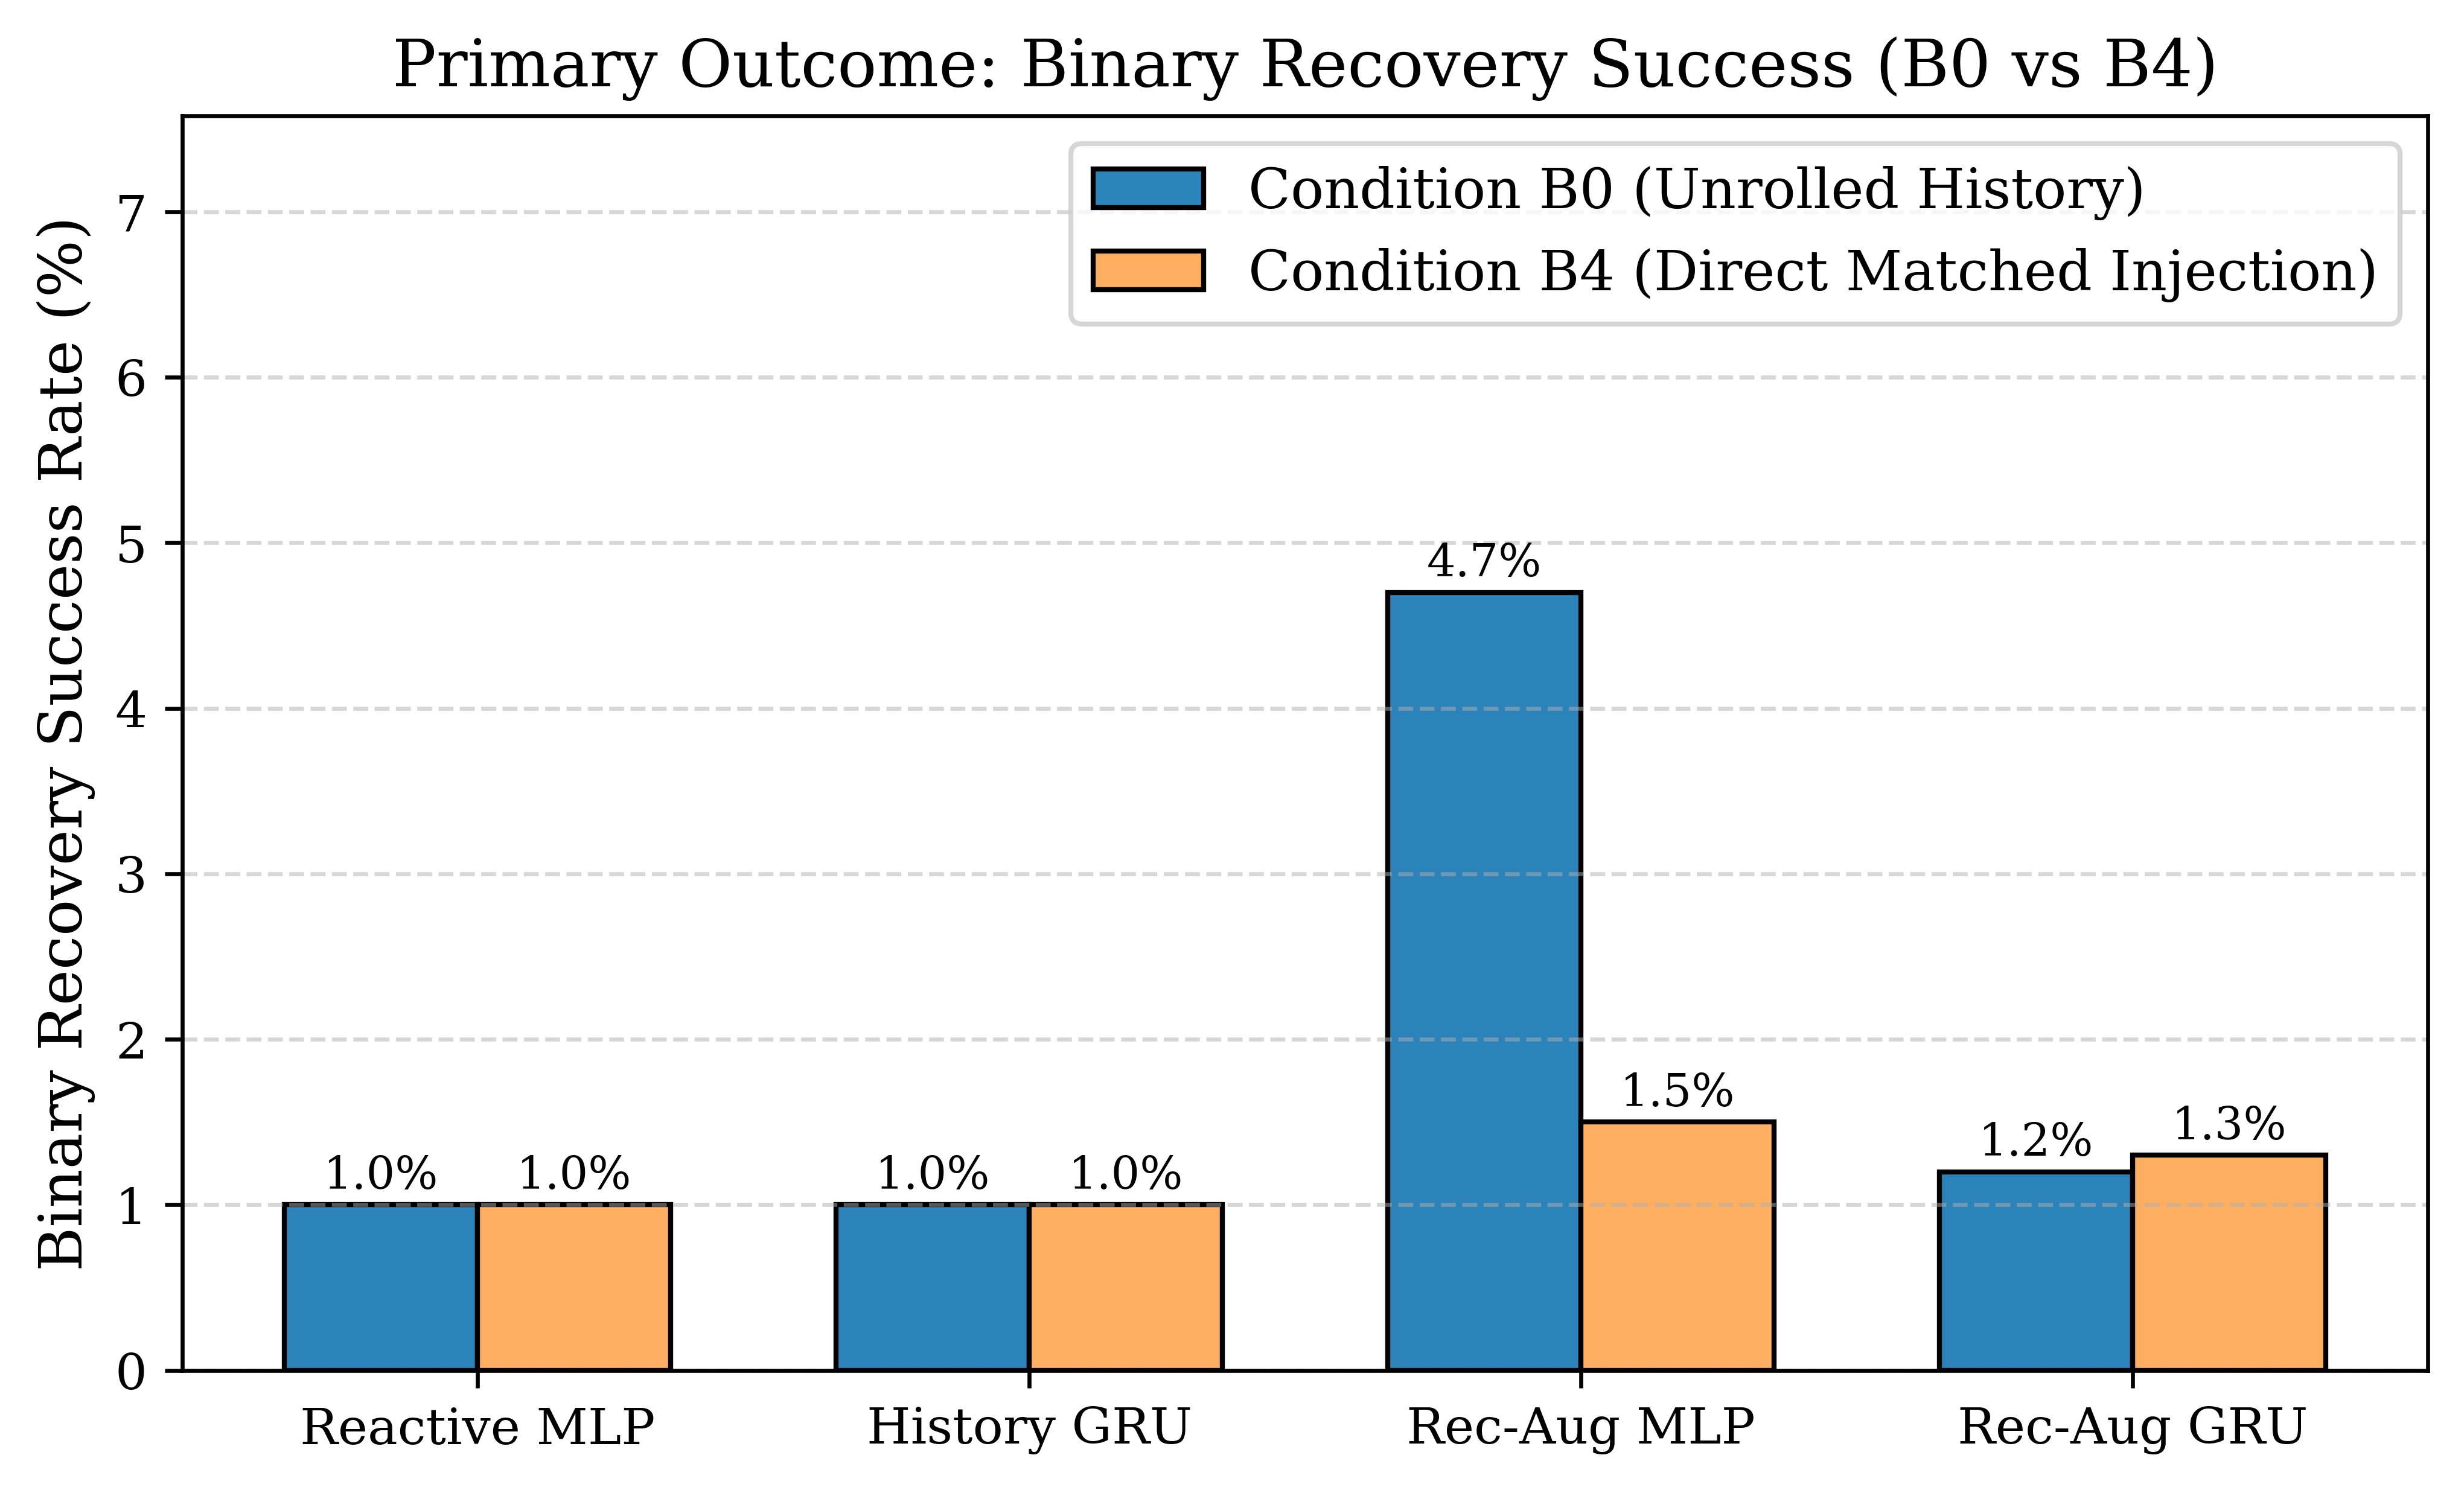 Primary Outcome: Binary Recovery Success (B0 vs B4)
Condition B0 (Unrolled History)
Condition B4 (Direct Matched Injection)
Binary Recovery Success Rate (%)
7
6
5
4
3
2
1
0
1.0%
1.0%
1.0%
1.0%
4.7%
1.5%
1.2%
1.3%
Reactive MLP
History GRU
Rec-Aug MLP
Rec-Aug GRU